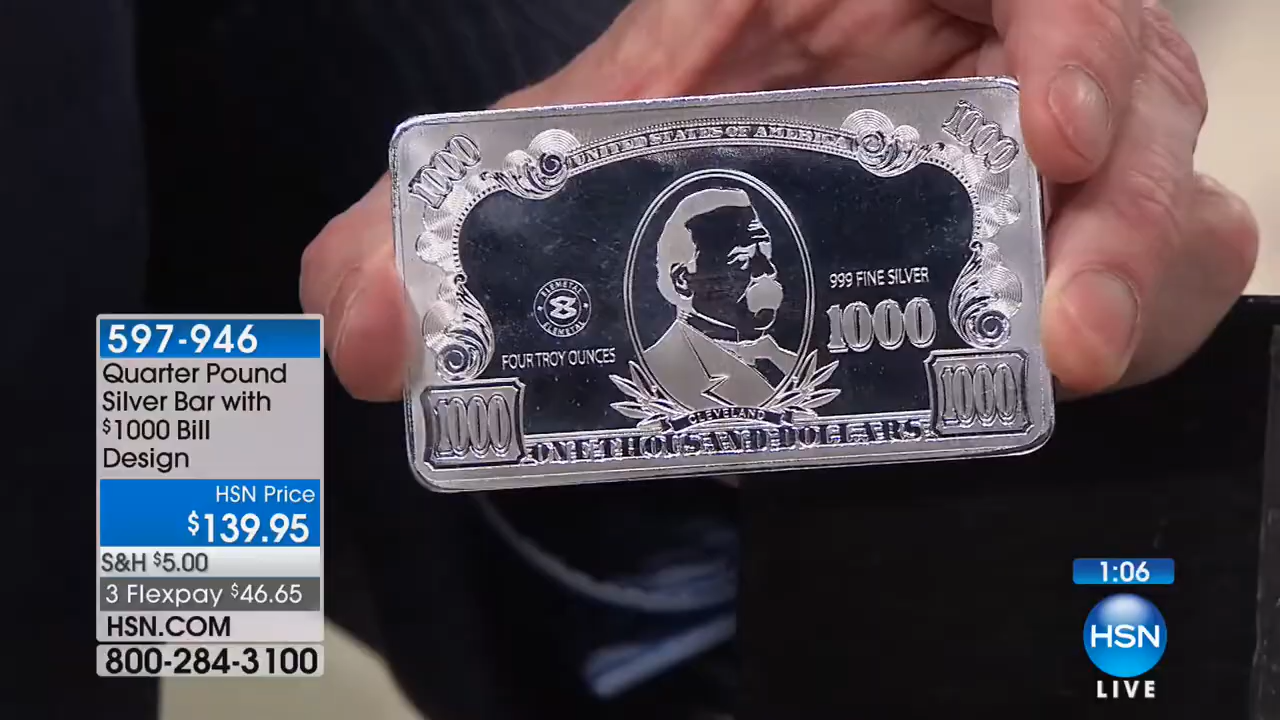 1000
UNITED STATES OF AMERICA
1000
999 FINE SILVER
1000
ELEMETAL
ELEMETAL
FOUR TROY OUNCES
1000
CLEVELAND
1000
ONE THOUSAND DOLLARS
597-946
Quarter Pound
Silver Bar with
$1000 Bill
Design
HSN Price
$139.95
S&H $5.00
3 Flexpay $46.65
HSN.COM
800-284-3100
1:06
HSN
LIVE